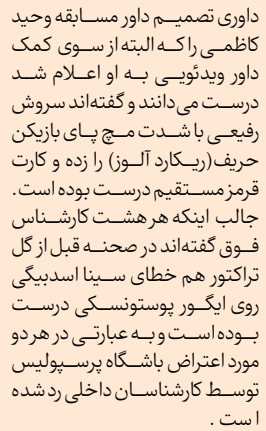 داوری تصمیم داور مسابقه وحید
کاظمی را که البته از سوی کمک
داور ویدئویی به او اعلام شد
درست می‌دانند و گفته‌اند سروش
رفیعی با شدت مچ پای بازیکن
حریف(ریکارد آلوز) را زده و کارت
قرمز مستقیم درست بوده است.
جالب اینکه هر هشت کارشناس
فوق گفته‌اند در صحنه قبل از گل
تراکتور هم خطای سینا اسدبیگی
روی ایگور پوستونسکی درست
بوده است و به عبارتی در هر دو
مورد اعتراض باشگاه پرسپولیس
توسط کارشناسان داخلی رد شده
است .